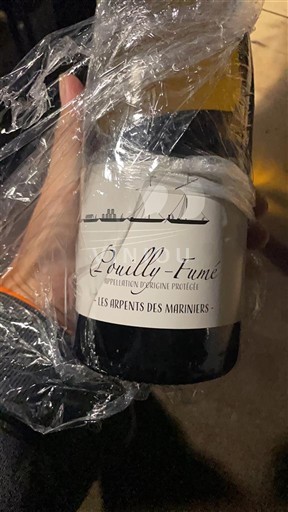 Pouilly-Fumé
APPELLATION D'ORIGINE PROTÉGÉE
- LES ARPENTS DES MARINIERS -